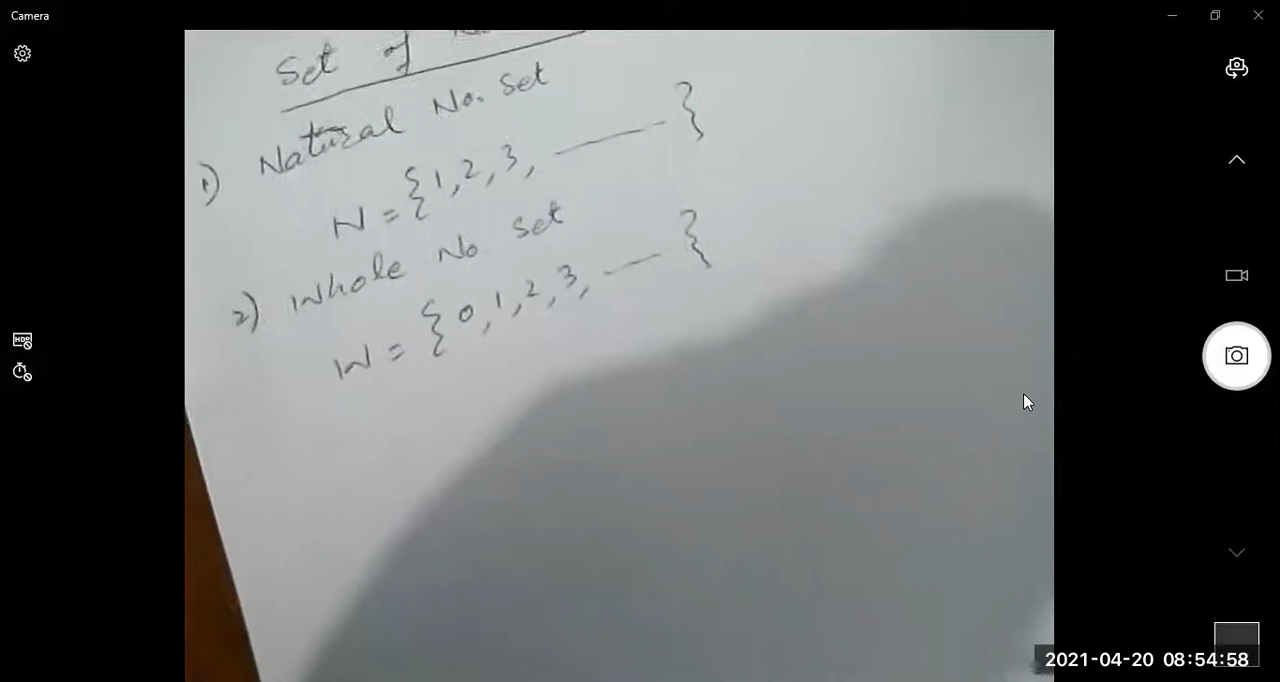 Camera
Set of
1) Natural No. Set
N = {1, 2, 3, ——— }
2) Whole No Set
W = {0, 1, 2, 3, —— }
2021-04-20 08:54:58